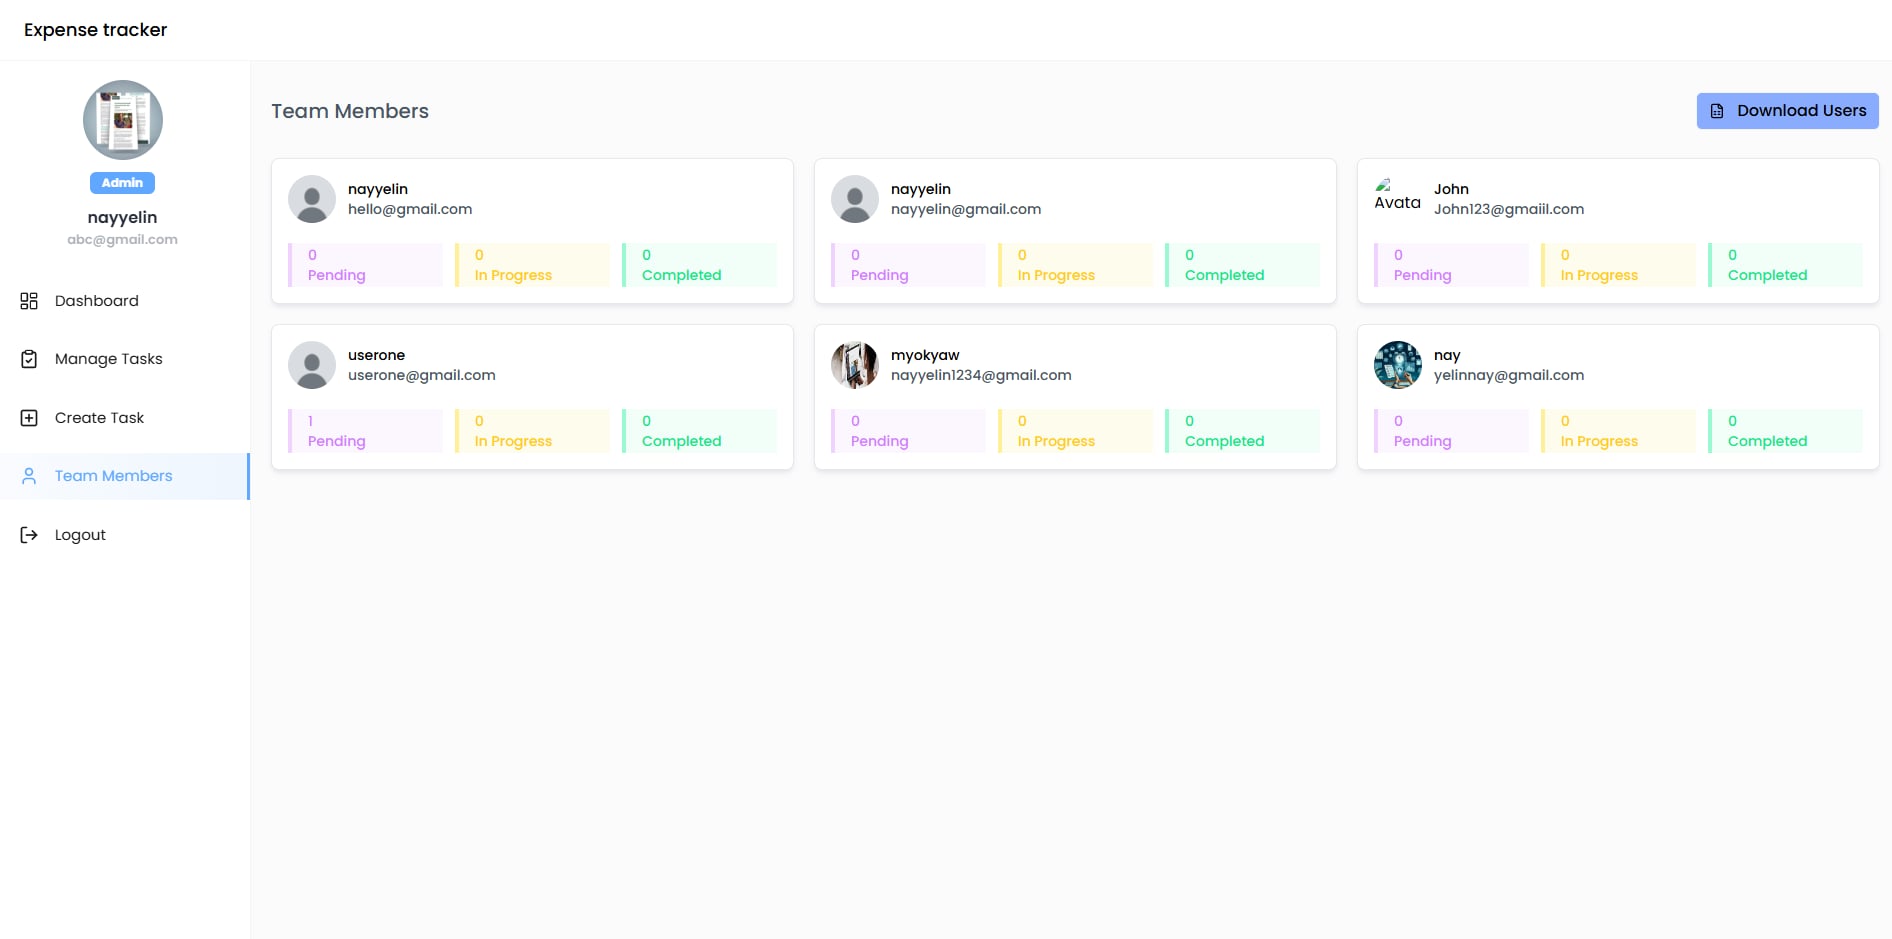 Expense tracker
Admin
nayyelin
abc@gmail.com
Dashboard
Manage Tasks
Create Task
Team Members
Logout
Team Members
Download Users
nayyelin
hello@gmail.com
0
Pending
0
In Progress
0
Completed
nayyelin
nayyelin@gmail.com
0
Pending
0
In Progress
0
Completed
Avata
John
John123@gmaiil.com
0
Pending
0
In Progress
0
Completed
userone
userone@gmail.com
1
Pending
0
In Progress
0
Completed
myokyaw
nayyelin1234@gmail.com
0
Pending
0
In Progress
0
Completed
nay
yelinnay@gmail.com
0
Pending
0
In Progress
0
Completed